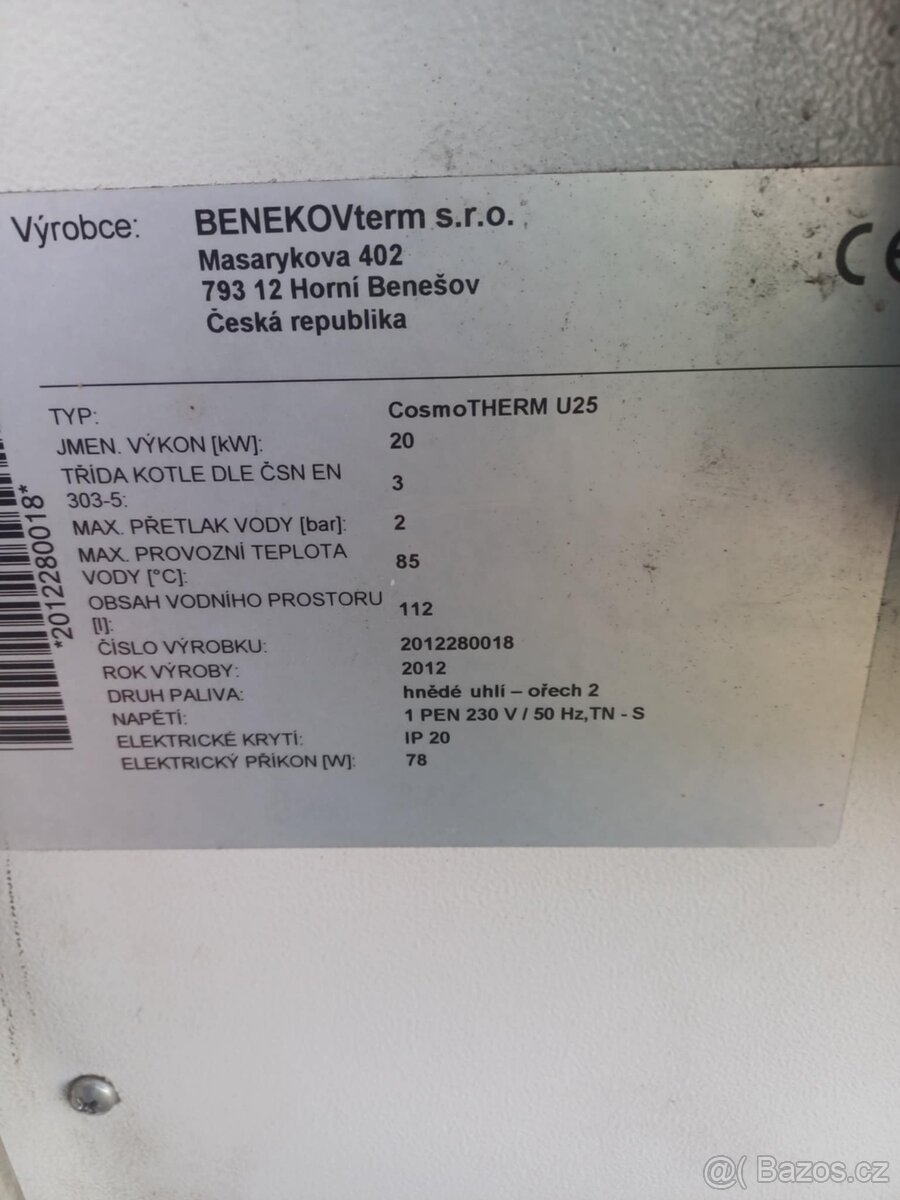 Výrobce: BENEKOVterm s.r.o.
Masarykova 402
793 12 Horní Benešov
Česká republika
CE
TYP: CosmoTHERM U25
JMEN. VÝKON [kW]: 20
TŘÍDA KOTLE DLE ČSN EN
303-5: 3
MAX. PŘETLAK VODY [bar]: 2
MAX. PROVOZNÍ TEPLOTA
VODY [°C]: 85
OBSAH VODNÍHO PROSTORU
[l]: 112
ČÍSLO VÝROBKU: 2012280018
ROK VÝROBY: 2012
DRUH PALIVA: hnědé uhlí – ořech 2
NAPĚTÍ: 1 PEN 230 V / 50 Hz,TN - S
ELEKTRICKÉ KRYTÍ: IP 20
ELEKTRICKÝ PŘÍKON [W]: 78
*2012280018*
@( Bazos.cz